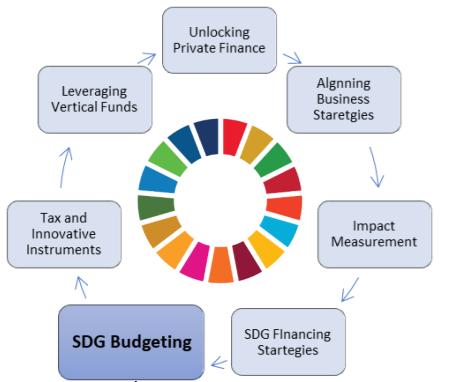 Unlocking
Private Finance
Algnning
Business
Staretgies
Impact
Measurement
SDG FInancing
Startegies
SDG Budgeting
Tax and
Innovative
Instruments
Leveraging
Vertical Funds